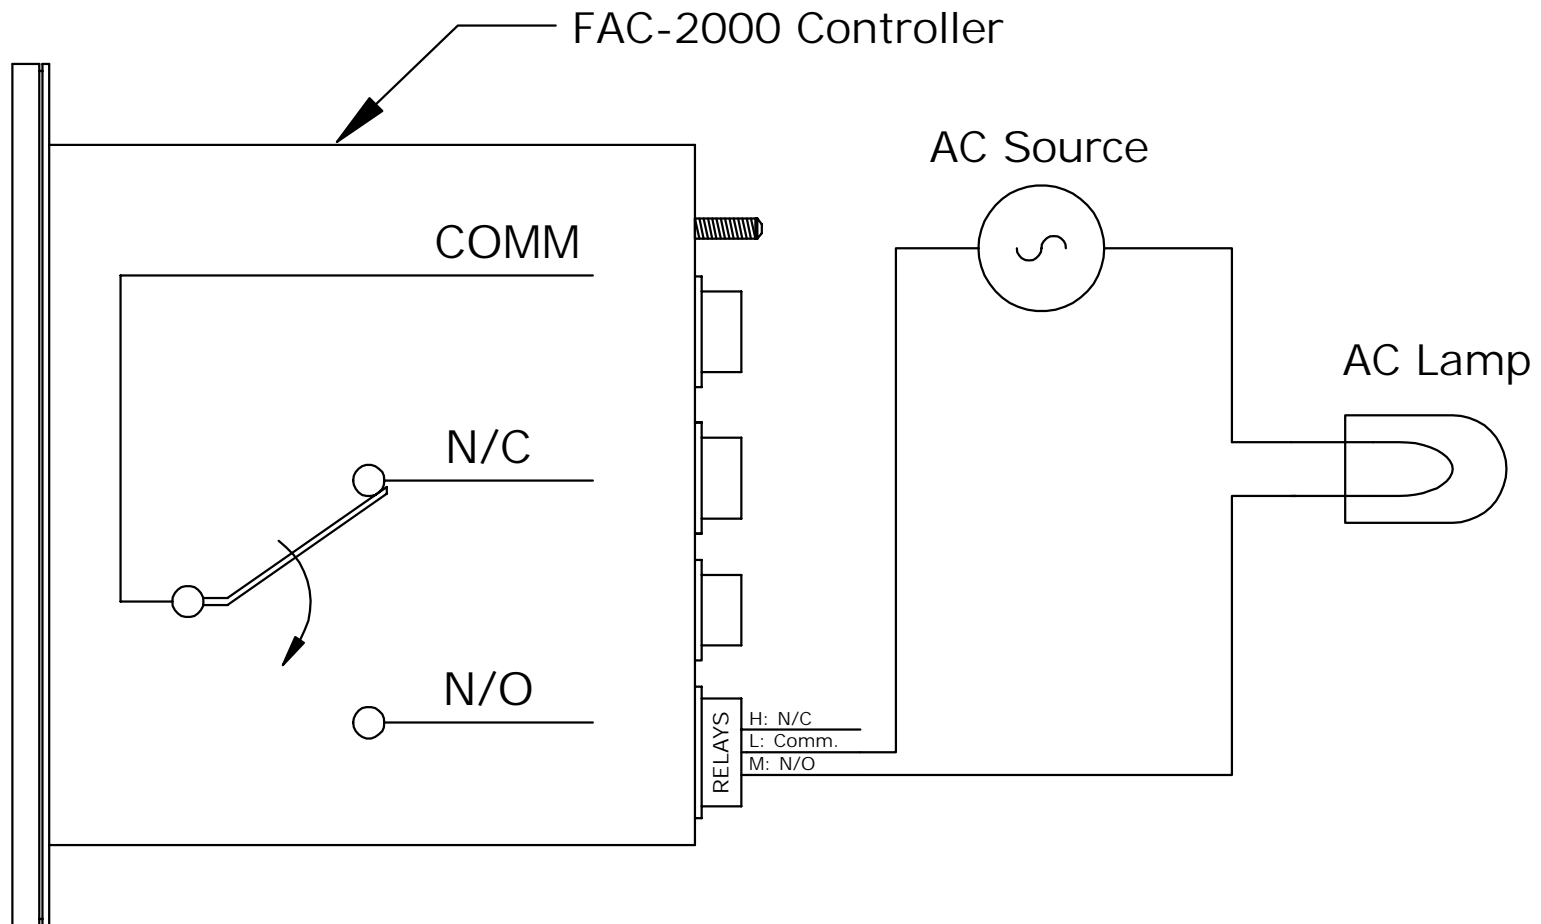 FAC-2000 Controller
AC Source
COMM
AC Lamp
N/C
N/O
RELAYS
H: N/C
L: Comm.
M: N/O